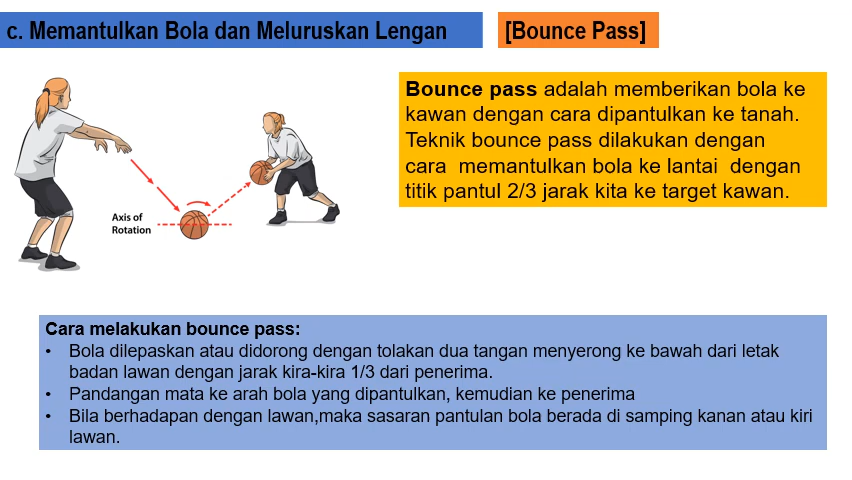 c. Memantulkan Bola dan Meluruskan Lengan
[Bounce Pass]
Bounce pass adalah memberikan bola ke
kawan dengan cara dipantulkan ke tanah.
Teknik bounce pass dilakukan dengan
cara  memantulkan bola ke lantai  dengan
titik pantul 2/3 jarak kita ke target kawan.
Axis of
Rotation
Cara melakukan bounce pass:
• Bola dilepaskan atau didorong dengan tolakan dua tangan menyerong ke bawah dari letak
badan lawan dengan jarak kira-kira 1/3 dari penerima.
• Pandangan mata ke arah bola yang dipantulkan, kemudian ke penerima
• Bila berhadapan dengan lawan,maka sasaran pantulan bola berada di samping kanan atau kiri
lawan.